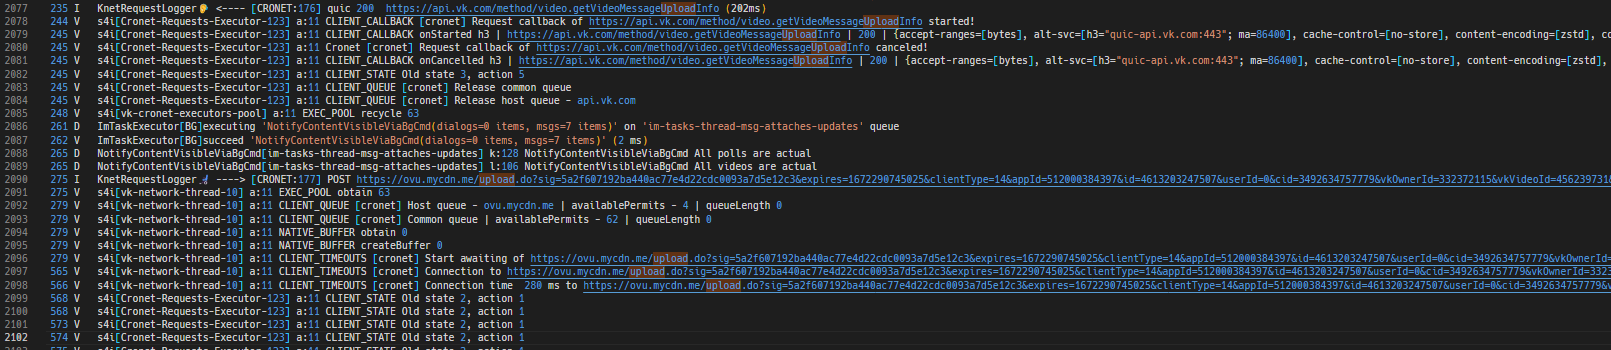 2077 235 I KnetRequestLogger <---- [CRONET:176] quic 200 https://api.vk.com/method/video.getVideoMessageUploadInfo (202ms)
2078 244 V s4i[Cronet-Requests-Executor-123] a:11 CLIENT_CALLBACK [cronet] Request callback of https://api.vk.com/method/video.getVideoMessageUploadInfo started!
2079 245 V s4i[Cronet-Requests-Executor-123] a:11 CLIENT_CALLBACK onStarted h3 | https://api.vk.com/method/video.getVideoMessageUploadInfo | 200 | {accept-ranges=[bytes], alt-svc=[h3="quic-api.vk.com:443"; ma=86400], cache-control=[no-store], content-encoding=[zstd], co
2080 245 V s4i[Cronet-Requests-Executor-123] a:11 Cronet [cronet] Request callback of https://api.vk.com/method/video.getVideoMessageUploadInfo canceled!
2081 245 V s4i[Cronet-Requests-Executor-123] a:11 CLIENT_CALLBACK onCancelled h3 | https://api.vk.com/method/video.getVideoMessageUploadInfo | 200 | {accept-ranges=[bytes], alt-svc=[h3="quic-api.vk.com:443"; ma=86400], cache-control=[no-store], content-encoding=[zstd],
2082 245 V s4i[Cronet-Requests-Executor-123] a:11 CLIENT_STATE Old state 3, action 5
2083 245 V s4i[Cronet-Requests-Executor-123] a:11 CLIENT_QUEUE [cronet] Release common queue
2084 245 V s4i[Cronet-Requests-Executor-123] a:11 CLIENT_QUEUE [cronet] Release host queue - api.vk.com
2085 248 V s4i[vk-cronet-executors-pool] a:11 EXEC_POOL recycle 63
2086 261 D ImTaskExecutor[BG]executing 'NotifyContentVisibleViaBgCmd(dialogs=0 items, msgs=7 items)' on 'im-tasks-thread-msg-attaches-updates' queue
2087 262 V ImTaskExecutor[BG]succeed 'NotifyContentVisibleViaBgCmd(dialogs=0 items, msgs=7 items)' (2 ms)
2088 265 D NotifyContentVisibleViaBgCmd[im-tasks-thread-msg-attaches-updates] k:128 NotifyContentVisibleViaBgCmd All polls are actual
2089 265 D NotifyContentVisibleViaBgCmd[im-tasks-thread-msg-attaches-updates] l:106 NotifyContentVisibleViaBgCmd All videos are actual
2090 275 I KnetRequestLogger ----> [CRONET:177] POST https://ovu.mycdn.me/upload.do?sig=5a2f607192ba440ac77e4d22cdc0093a7d5e12c3&expires=1672290745025&clientType=14&appId=512000384397&id=4613203247507&userId=0&cid=3492634757779&vkOwnerId=332372115&vkVideoId=456239731&
2091 275 V s4i[vk-network-thread-10] a:11 EXEC_POOL obtain 63
2092 279 V s4i[vk-network-thread-10] a:11 CLIENT_QUEUE [cronet] Host queue - ovu.mycdn.me | availablePermits - 4 | queueLength 0
2093 279 V s4i[vk-network-thread-10] a:11 CLIENT_QUEUE [cronet] Common queue | availablePermits - 62 | queueLength 0
2094 279 V s4i[vk-network-thread-10] a:11 NATIVE_BUFFER obtain 0
2095 279 V s4i[vk-network-thread-10] a:11 NATIVE_BUFFER createBuffer 0
2096 279 V s4i[vk-network-thread-10] a:11 CLIENT_TIMEOUTS [cronet] Start awaiting of https://ovu.mycdn.me/upload.do?sig=5a2f607192ba440ac77e4d22cdc0093a7d5e12c3&expires=1672290745025&clientType=14&appId=512000384397&id=4613203247507&userId=0&cid=3492634757779&vkOwnerId
2097 565 V s4i[vk-network-thread-10] a:11 CLIENT_TIMEOUTS [cronet] Connection to https://ovu.mycdn.me/upload.do?sig=5a2f607192ba440ac77e4d22cdc0093a7d5e12c3&expires=1672290745025&clientType=14&appId=512000384397&id=4613203247507&userId=0&cid=3492634757779&vkOwnerId=3323
2098 566 V s4i[vk-network-thread-10] a:11 CLIENT_TIMEOUTS [cronet] Connection time 280 ms to https://ovu.mycdn.me/upload.do?sig=5a2f607192ba440ac77e4d22cdc0093a7d5e12c3&expires=1672290745025&clientType=14&appId=512000384397&id=4613203247507&userId=0&cid=3492634757779&v
2099 568 V s4i[Cronet-Requests-Executor-123] a:11 CLIENT_STATE Old state 2, action 1
2100 568 V s4i[Cronet-Requests-Executor-123] a:11 CLIENT_STATE Old state 2, action 1
2101 573 V s4i[Cronet-Requests-Executor-123] a:11 CLIENT_STATE Old state 2, action 1
2102 574 V s4i[Cronet-Requests-Executor-123] a:11 CLIENT_STATE Old state 2, action 1